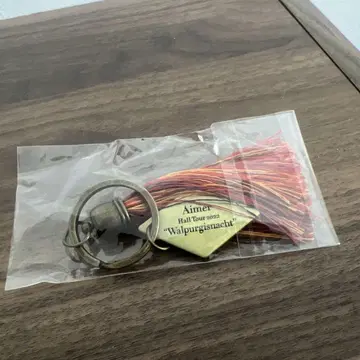 Aimer
Hall Tour 2022
"Walpurgisnacht"